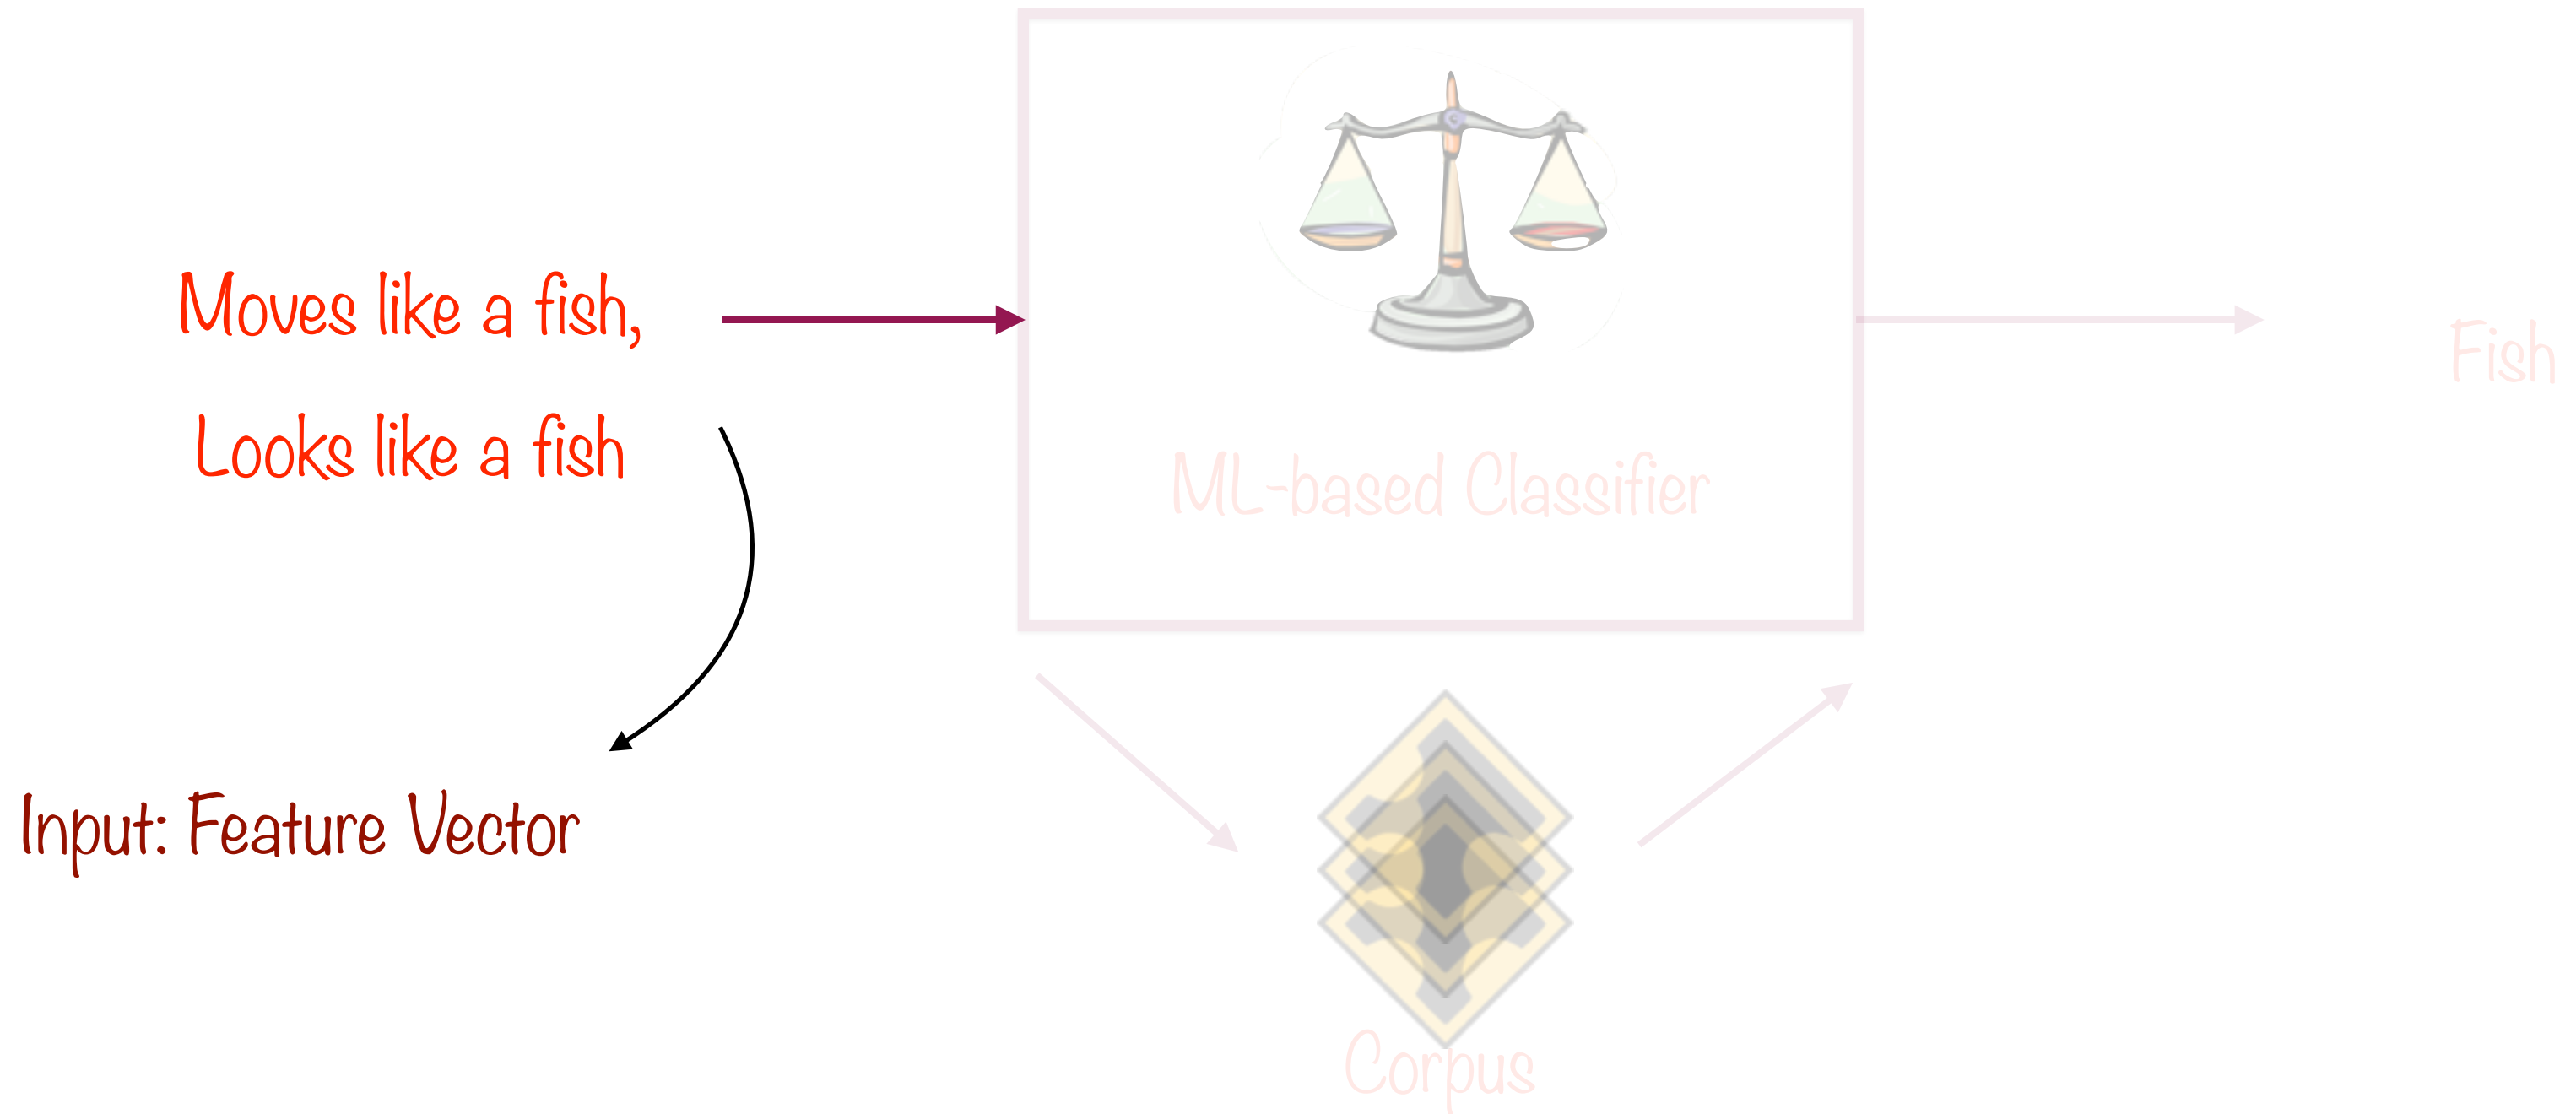 Moves like a fish,
Looks like a fish
Fish
ML-based Classifier
Input: Feature Vector
Corpus